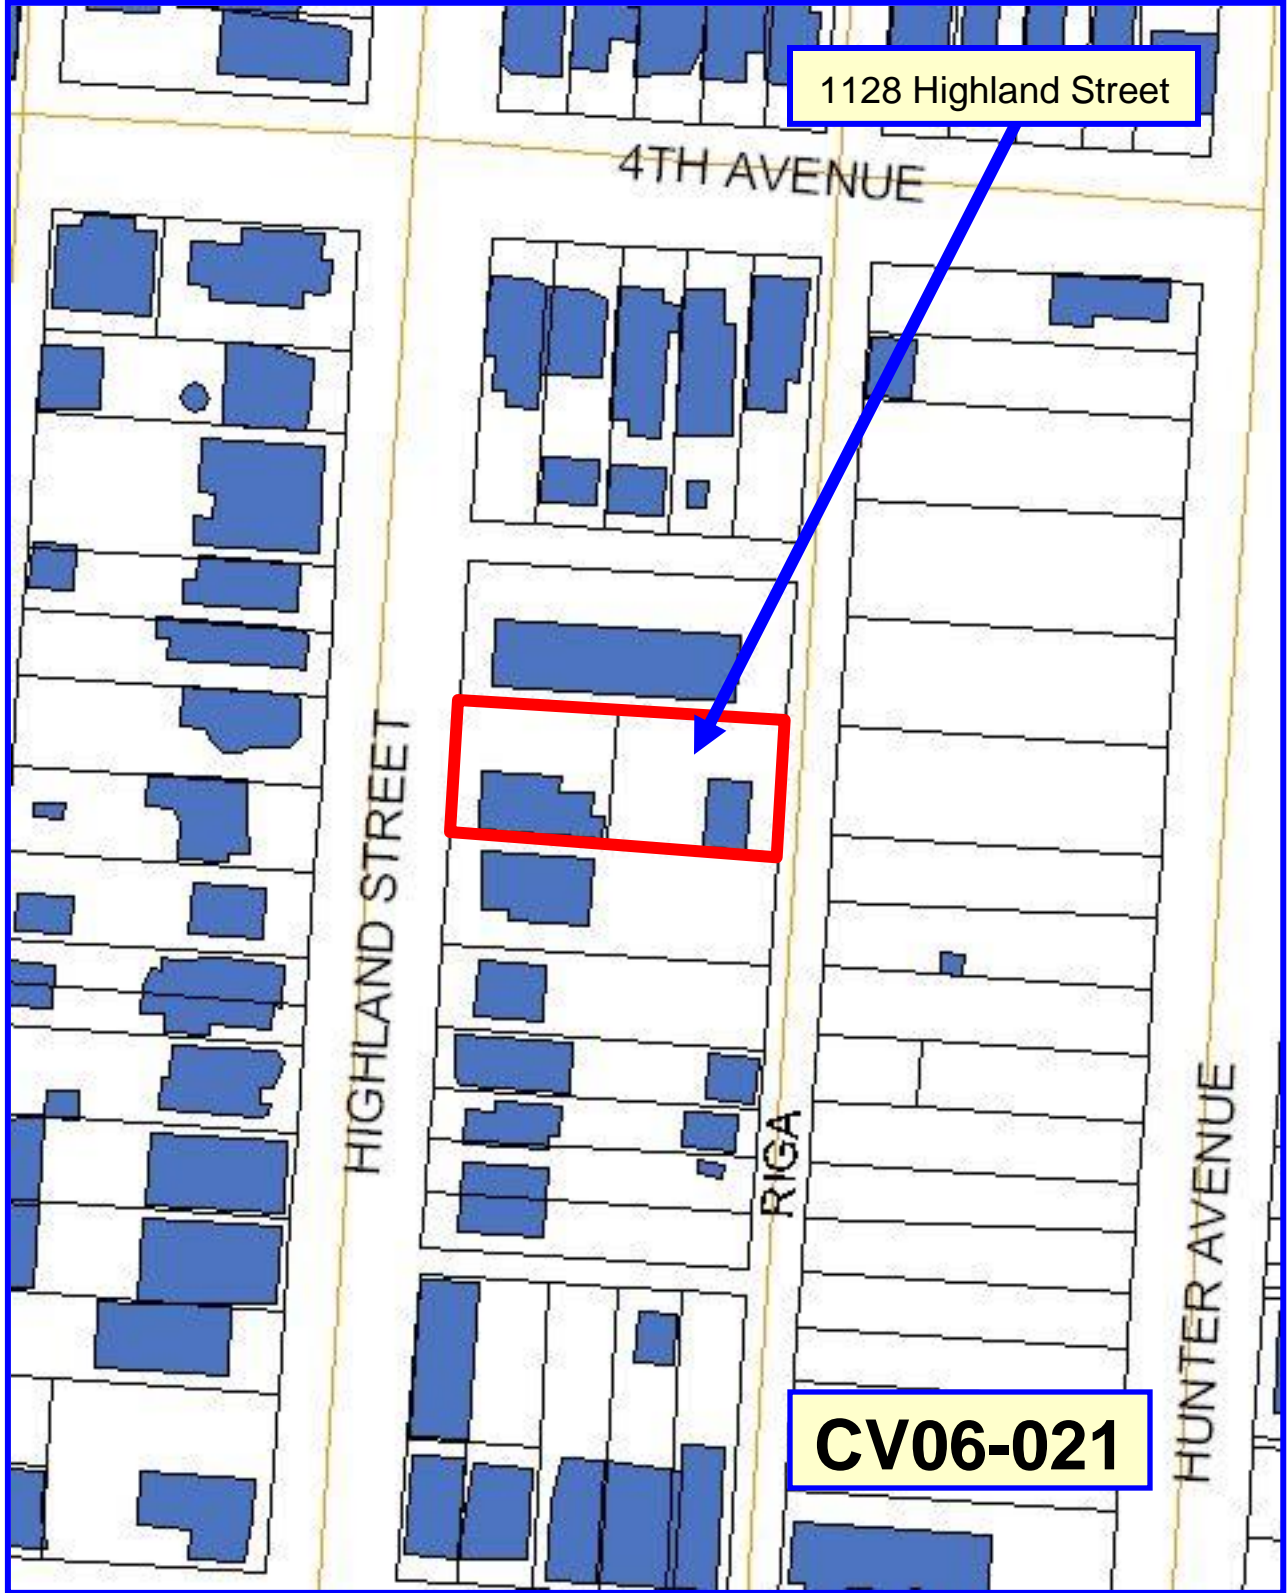 1128 Highland Street
4TH AVENUE
HIGHLAND STREET
RIGA
HUNTER AVENUE
CV06-021